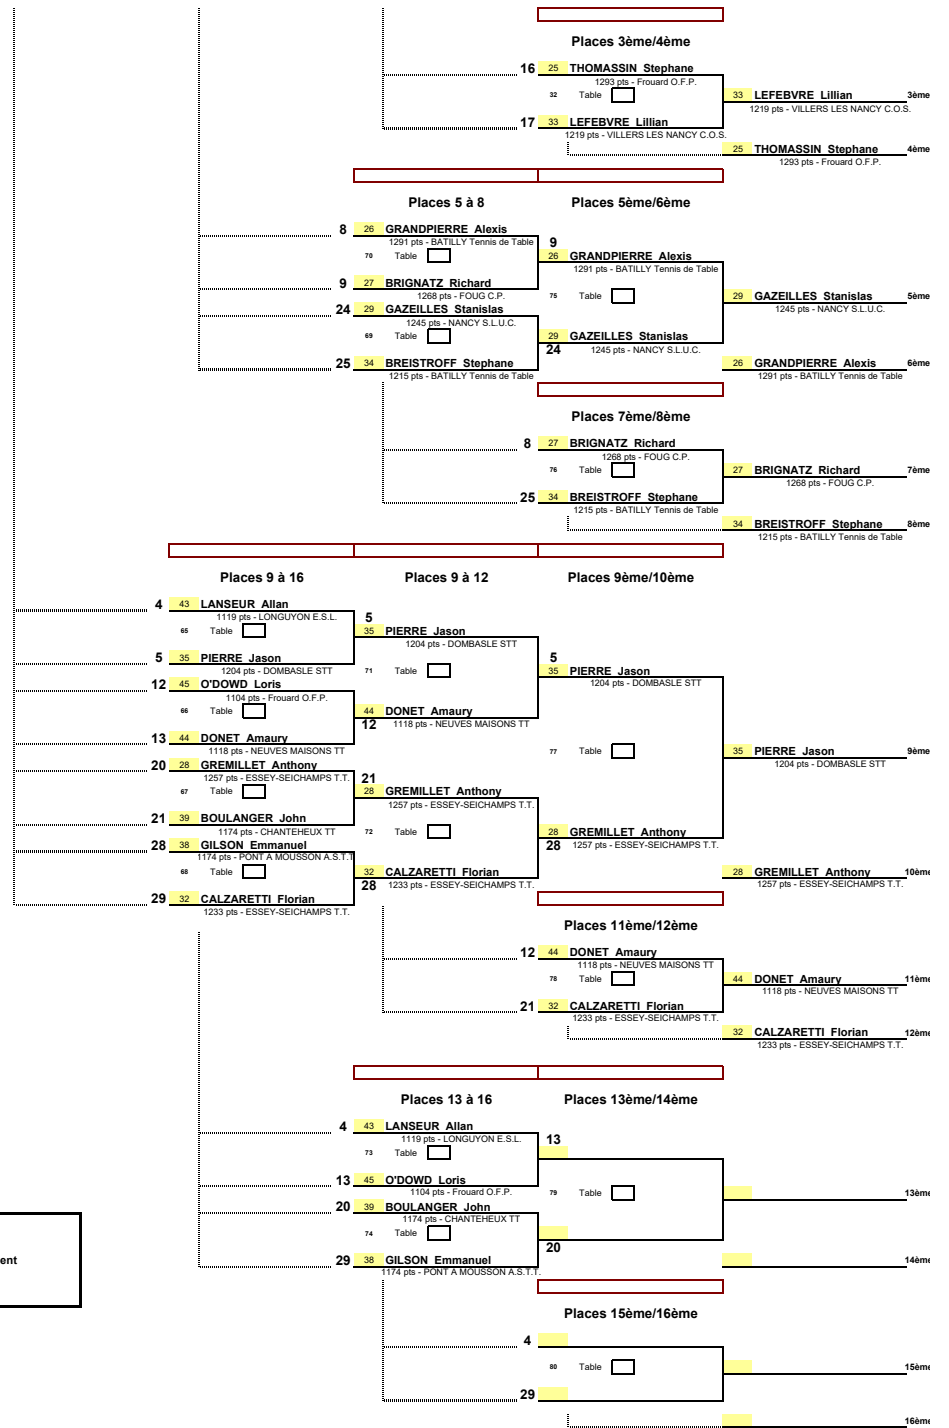 Places 3ème/4ème
16 25 THOMASSIN Stephane
1293 pts - Frouard O.F.P.
32 Table
33 LEFEBVRE Lillian 3ème
1219 pts - VILLERS LES NANCY C.O.S.
17 33 LEFEBVRE Lillian
1219 pts - VILLERS LES NANCY C.O.S.
25 THOMASSIN Stephane 4ème
1293 pts - Frouard O.F.P.
Places 5 à 8 Places 5ème/6ème
8 26 GRANDPIERRE Alexis
1291 pts - BATILLY Tennis de Table
9
70 Table
26 GRANDPIERRE Alexis
1291 pts - BATILLY Tennis de Table
9 27 BRIGNATZ Richard
1268 pts - FOUG C.P.
75 Table
29 GAZEILLES Stanislas 5ème
1245 pts - NANCY S.L.U.C.
24 29 GAZEILLES Stanislas
1245 pts - NANCY S.L.U.C.
69 Table
29 GAZEILLES Stanislas
24 1245 pts - NANCY S.L.U.C.
25 34 BREISTROFF Stephane
1215 pts - BATILLY Tennis de Table
26 GRANDPIERRE Alexis 6ème
1291 pts - BATILLY Tennis de Table
Places 7ème/8ème
8 27 BRIGNATZ Richard
1268 pts - FOUG C.P.
76 Table
27 BRIGNATZ Richard 7ème
1268 pts - FOUG C.P.
25 34 BREISTROFF Stephane
1215 pts - BATILLY Tennis de Table
34 BREISTROFF Stephane 8ème
1215 pts - BATILLY Tennis de Table
Places 9 à 16 Places 9 à 12 Places 9ème/10ème
4 43 LANSEUR Allan
1119 pts - LONGUYON E.S.L.
5
65 Table
35 PIERRE Jason
1204 pts - DOMBASLE STT
5 35 PIERRE Jason
1204 pts - DOMBASLE STT
71 Table
5
35 PIERRE Jason
1204 pts - DOMBASLE STT
12 45 O'DOWD Loris
1104 pts - Frouard O.F.P.
66 Table
44 DONET Amaury
12 1118 pts - NEUVES MAISONS TT
13 44 DONET Amaury
1118 pts - NEUVES MAISONS TT
77 Table
35 PIERRE Jason 9ème
1204 pts - DOMBASLE STT
20 28 GREMILLET Anthony
1257 pts - ESSEY-SEICHAMPS T.T.
21
67 Table
28 GREMILLET Anthony
1257 pts - ESSEY-SEICHAMPS T.T.
21 39 BOULANGER John
1174 pts - CHANTEHEUX TT
72 Table
28 GREMILLET Anthony
28 1257 pts - ESSEY-SEICHAMPS T.T.
28 38 GILSON Emmanuel
1174 pts - PONT A MOUSSON A.S.T.T
68 Table
32 CALZARETTI Florian
28 1233 pts - ESSEY-SEICHAMPS T.T.
28 GREMILLET Anthony 10ème
1257 pts - ESSEY-SEICHAMPS T.T.
29 32 CALZARETTI Florian
1233 pts - ESSEY-SEICHAMPS T.T.
Places 11ème/12ème
12 44 DONET Amaury
1118 pts - NEUVES MAISONS TT
78 Table
44 DONET Amaury 11ème
1118 pts - NEUVES MAISONS TT
21 32 CALZARETTI Florian
1233 pts - ESSEY-SEICHAMPS T.T.
32 CALZARETTI Florian 12ème
1233 pts - ESSEY-SEICHAMPS T.T.
Places 13 à 16 Places 13ème/14ème
4 43 LANSEUR Allan
1119 pts - LONGUYON E.S.L.
13
73 Table
13 45 O'DOWD Loris
1104 pts - Frouard O.F.P.
79 Table
13ème
20 39 BOULANGER John
1174 pts - CHANTEHEUX TT
74 Table
20
29 38 GILSON Emmanuel
1174 pts - PONT A MOUSSON A.S.T.T.
ent
14ème
Places 15ème/16ème
4
80 Table
15ème
29
16ème